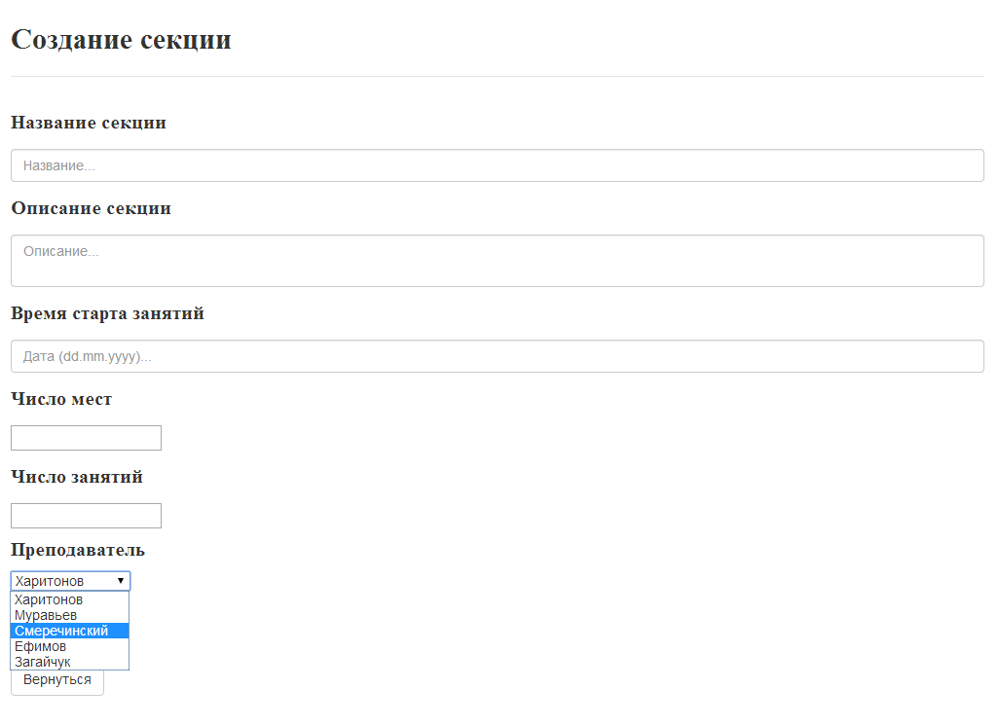 Создание секции
Название секции
Название...
Описание секции
Описание...
Время старта занятий
Дата (dd.mm.yyyy)...
Число мест
Число занятий
Преподаватель
Харитонов
Харитонов
Муравьев
Смеречинский
Ефимов
Загайчук
Вернуться